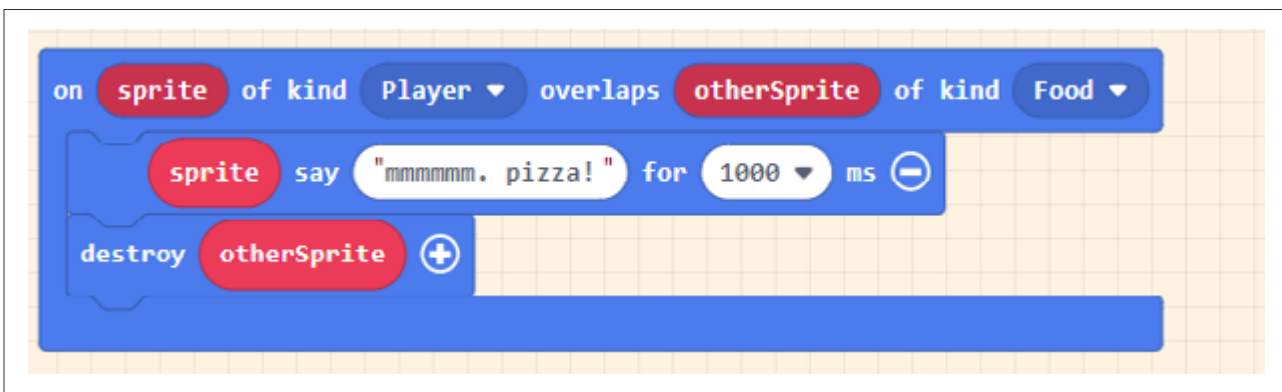 on sprite of kind Player overlaps otherSprite of kind Food
sprite say "mmmmmm. pizza!" for 1000 ms
destroy otherSprite